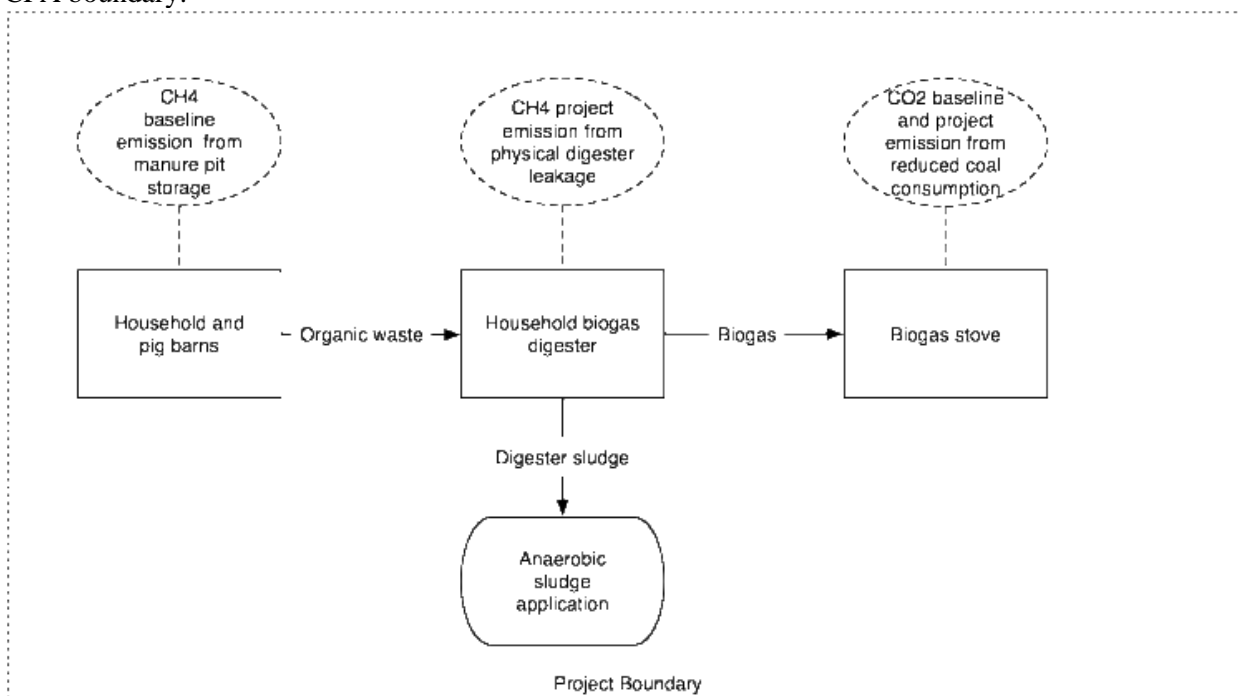 CPA boundary.
CH4
baseline
emission from
manure pit
storage
CH4 project
emission from
physical digester
leakage
CO2 baseline
and project
emission from
reduced coal
consumption
Household and
pig barns
Organic waste
Household biogas
digester
Biogas
Biogas stove
Digester sludge
Anaerobic
sludge
application
Project Boundary